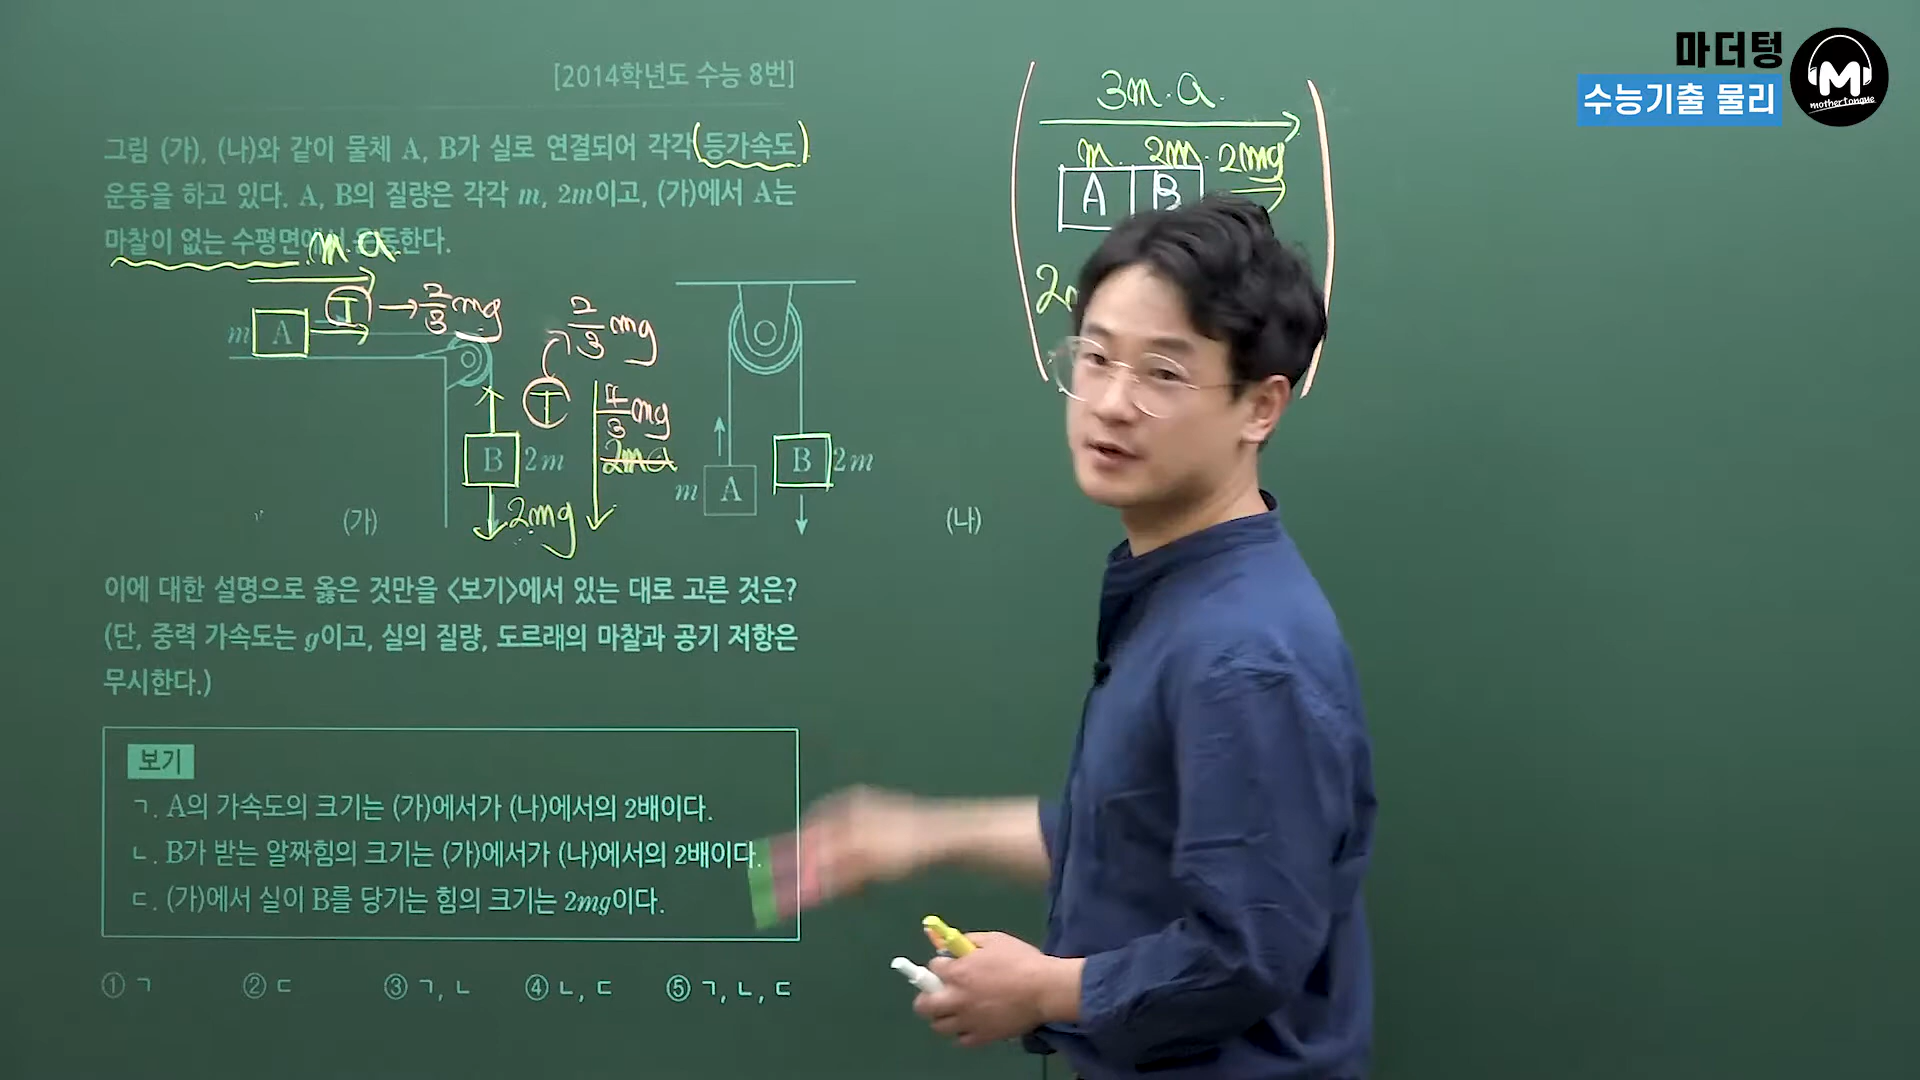 마더텅
수능기출 물리
M
mothertongue
[2014학년도 수능 8번]
그림 (가), (나)와 같이 물체 A, B가 실로 연결되어 각각 등가속도
운동을 하고 있다. A, B의 질량은 각각 m, 2m이고, (가)에서 A는
마찰이 없는 수평면에서 운동한다.
m.a
m A T → 2/3 mg
2/3 mg
T
4/3 mg
2ma
B 2m
2mg
(가)
m A
B 2m
(나)
3m.a.
m. 2m. 2mg
A B
이에 대한 설명으로 옳은 것만을 <보기>에서 있는 대로 고른 것은?
(단, 중력 가속도는 g이고, 실의 질량, 도르래의 마찰과 공기 저항은
무시한다.)
보기
ㄱ. A의 가속도의 크기는 (가)에서가 (나)에서의 2배이다.
ㄴ. B가 받는 알짜힘의 크기는 (가)에서가 (나)에서의 2배이다.
ㄷ. (가)에서 실이 B를 당기는 힘의 크기는 2mg이다.
① ㄱ ② ㄷ ③ ㄱ, ㄴ ④ ㄴ, ㄷ ⑤ ㄱ, ㄴ, ㄷ